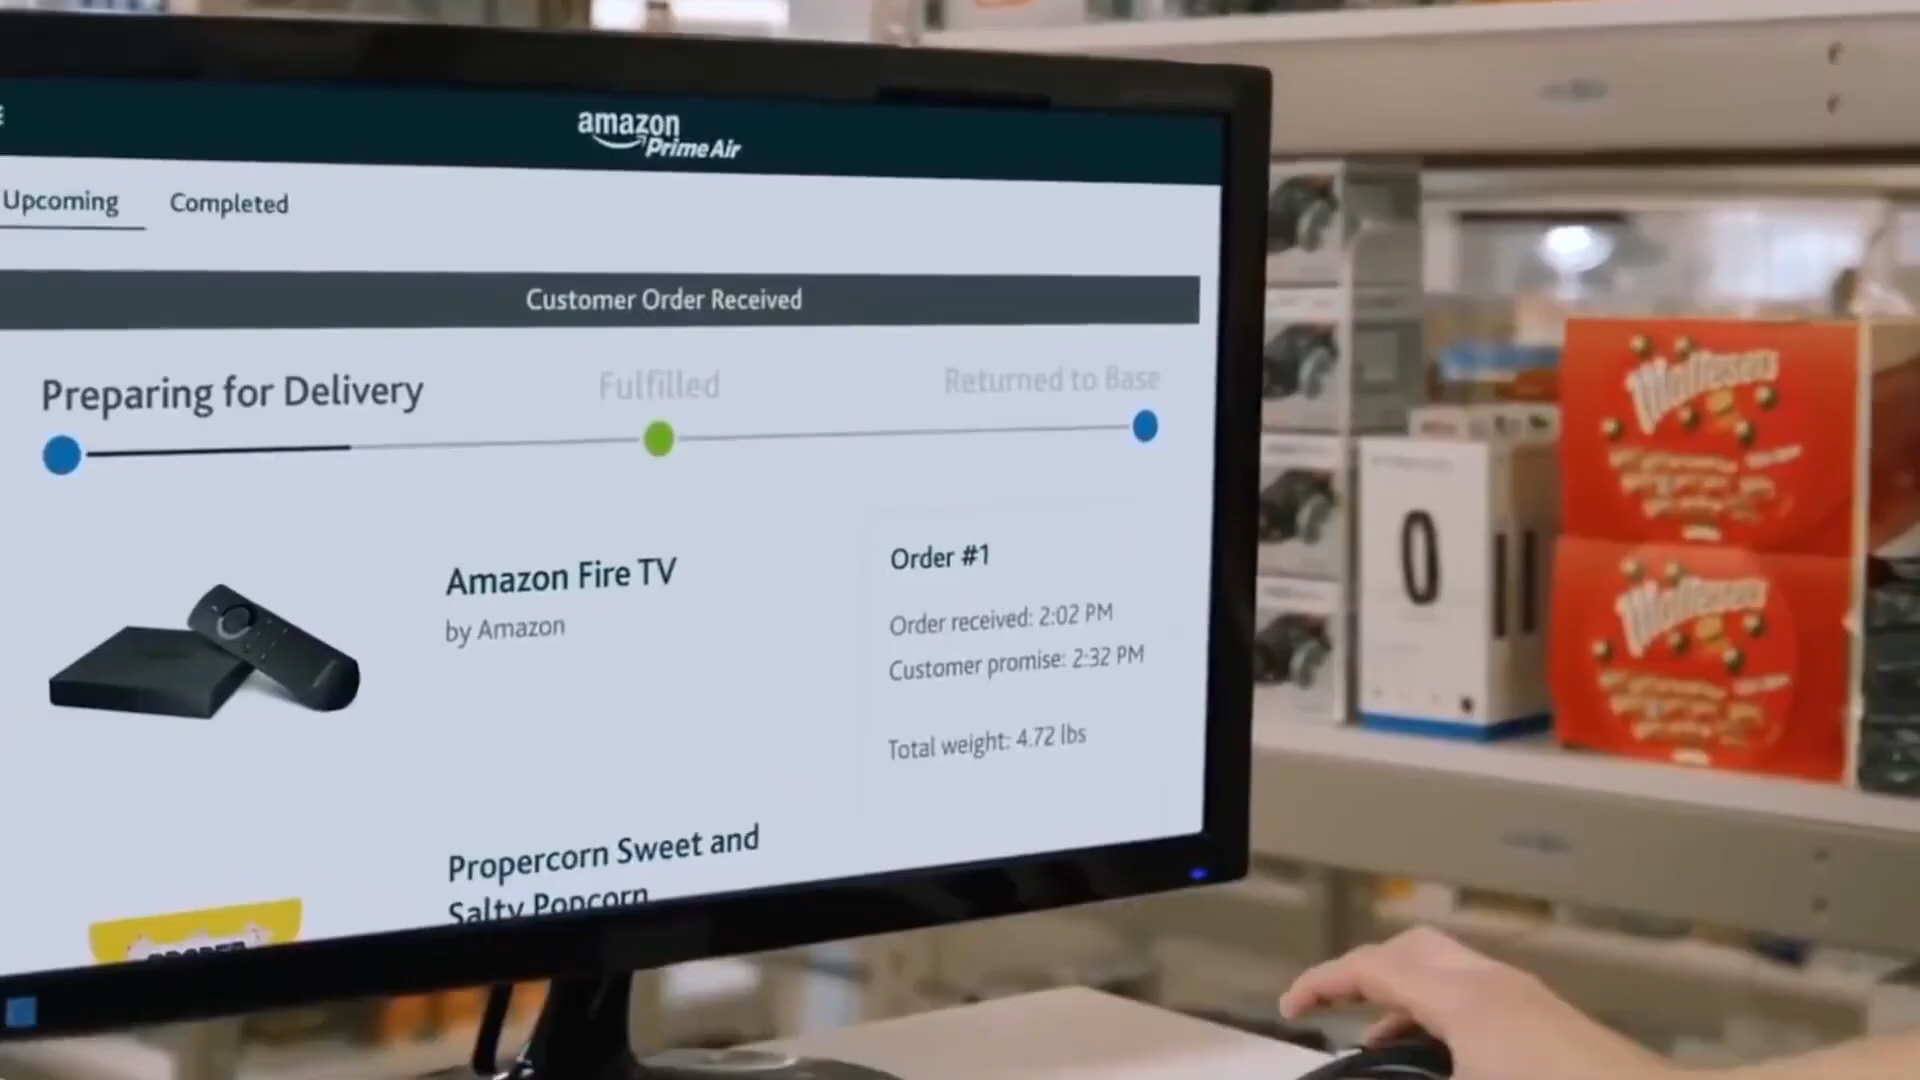 amazon
Prime Air
Upcoming
Completed
Customer Order Received
Preparing for Delivery
Fulfilled
Returned to Base
Amazon Fire TV
by Amazon
Order #1
Order received: 2:02 PM
Customer promise: 2:32 PM
Total weight: 4.72 lbs
Propercorn Sweet and
Salty Popcorn
Maltesers
Maltesers